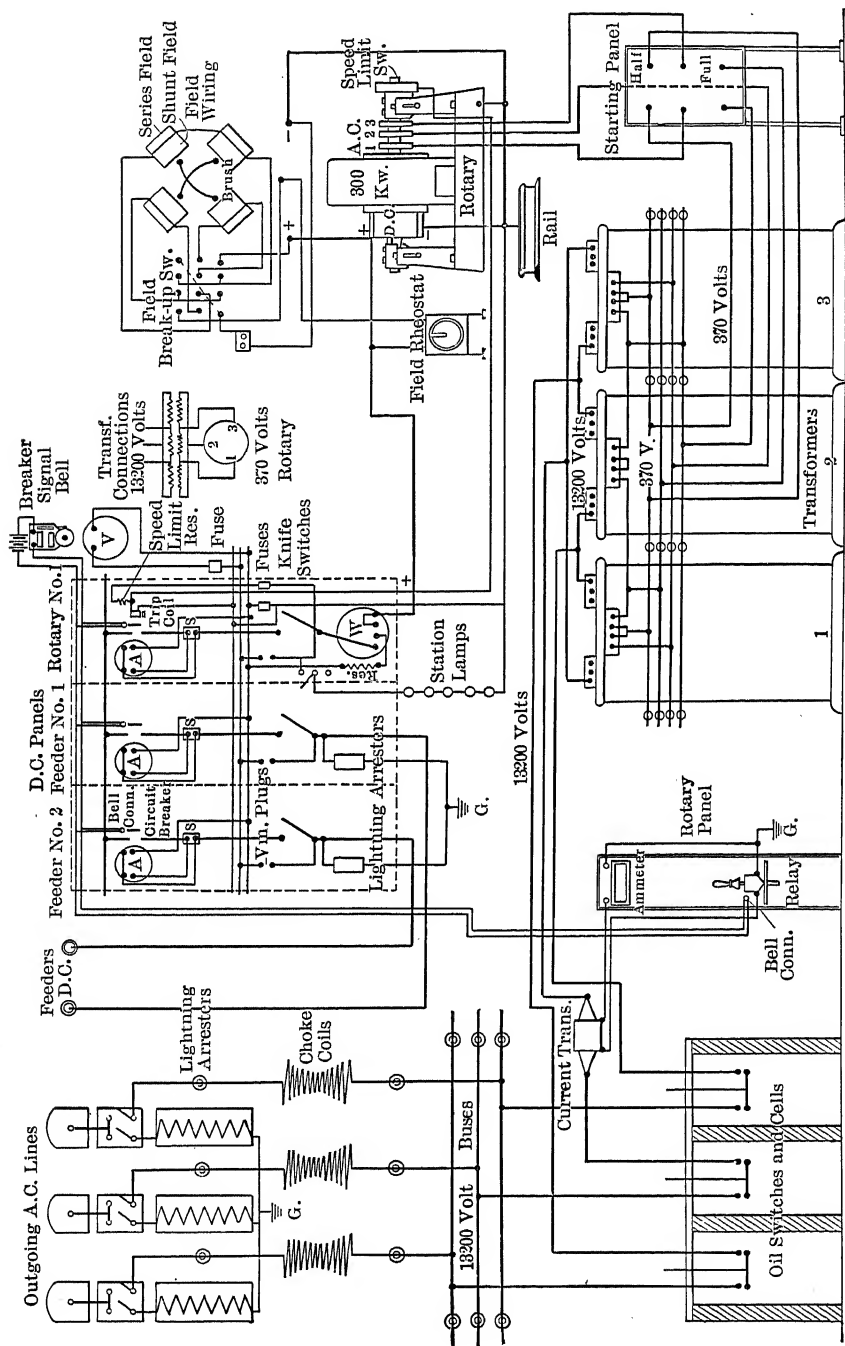 Outgoing A.C. Lines
Lightning
Arresters
Choke
Coils
G.
13200 Volt Buses
Oil Switches and Cells
Current Trans.
Feeders
D.C.
D.C. Panels
Feeder No. 2
Feeder No. 1
Rotary No. 1
Bell
Conn.
Circuit
Breaker
A
S
A
S
A
S
Trip
Coil
Vm. Plugs
Lightning Arresters
G.
Res.
W
+
Station
Lamps
Breaker
Signal
Bell
V
Speed
Limit
Res.
Fuse
Fuses
Knife
Switches
Transf.
Connections
13200 Volts
1
2
3
370 Volts
Rotary
Series Field
Shunt Field
Field
Wiring
Brush
Field
Break-up Sw.
+
−
Field Rheostat
300
Kw.
A.C.
1 2 3
D.C.
+
−
Speed
Limit
Sw.
Rotary
Rail
Starting Panel
Half
Full
13200 Volts
13200 Volts
370 V.
370 Volts
Transformers
1
2
3
Rotary
Panel
Ammeter
Relay
G.
Bell
Conn.